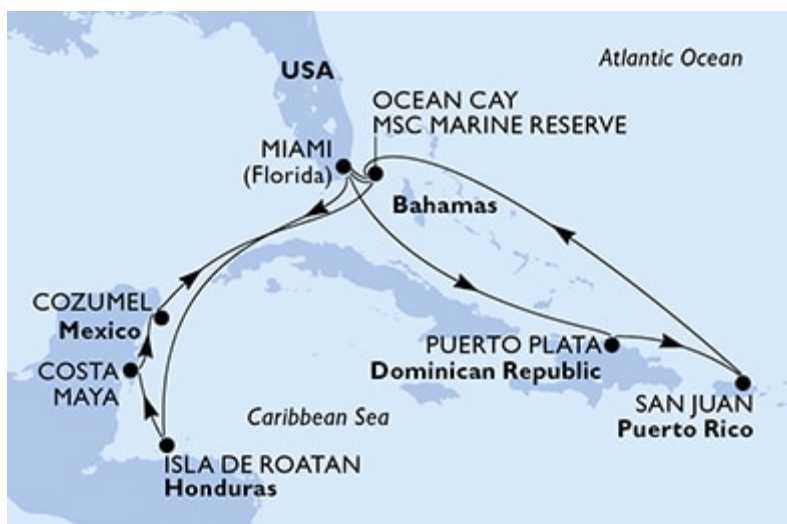 Atlantic Ocean
USA
OCEAN CAY
MSC MARINE RESERVE
MIAMI
(Florida)
Bahamas
COZUMEL
Mexico
PUERTO PLATA
Dominican Republic
COSTA
MAYA
SAN JUAN
Puerto Rico
Caribbean Sea
ISLA DE ROATAN
Honduras